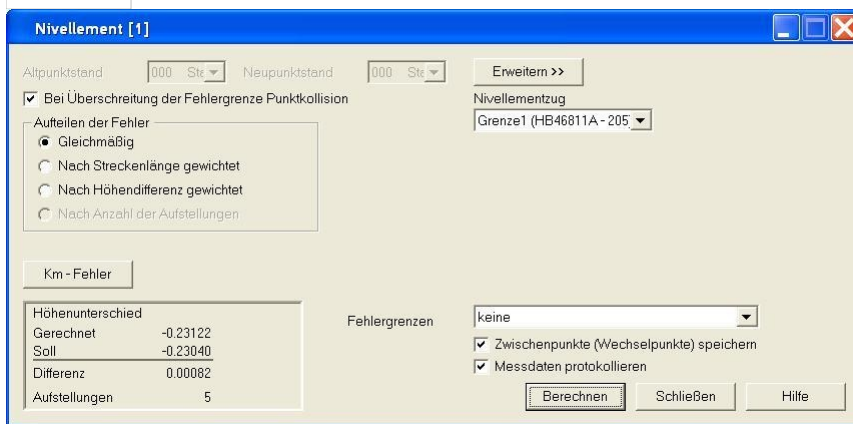 Nivellement [1]
Altpunktstand 000 Ste Neupunktstand 000 Ste Erweitern >>
Bei Überschreitung der Fehlergrenze Punktkollision
Nivellementzug
Grenze1 (HB46811A - 205
Aufteilen der Fehler
Gleichmäßig
Nach Streckenlänge gewichtet
Nach Höhendifferenz gewichtet
Nach Anzahl der Aufstellungen
Km - Fehler
Höhenunterschied
Gerechnet -0.23122
Soll -0.23040
Differenz 0.00082
Aufstellungen 5
Fehlergrenzen keine
Zwischenpunkte (Wechselpunkte) speichern
Messdaten protokollieren
Berechnen Schließen Hilfe